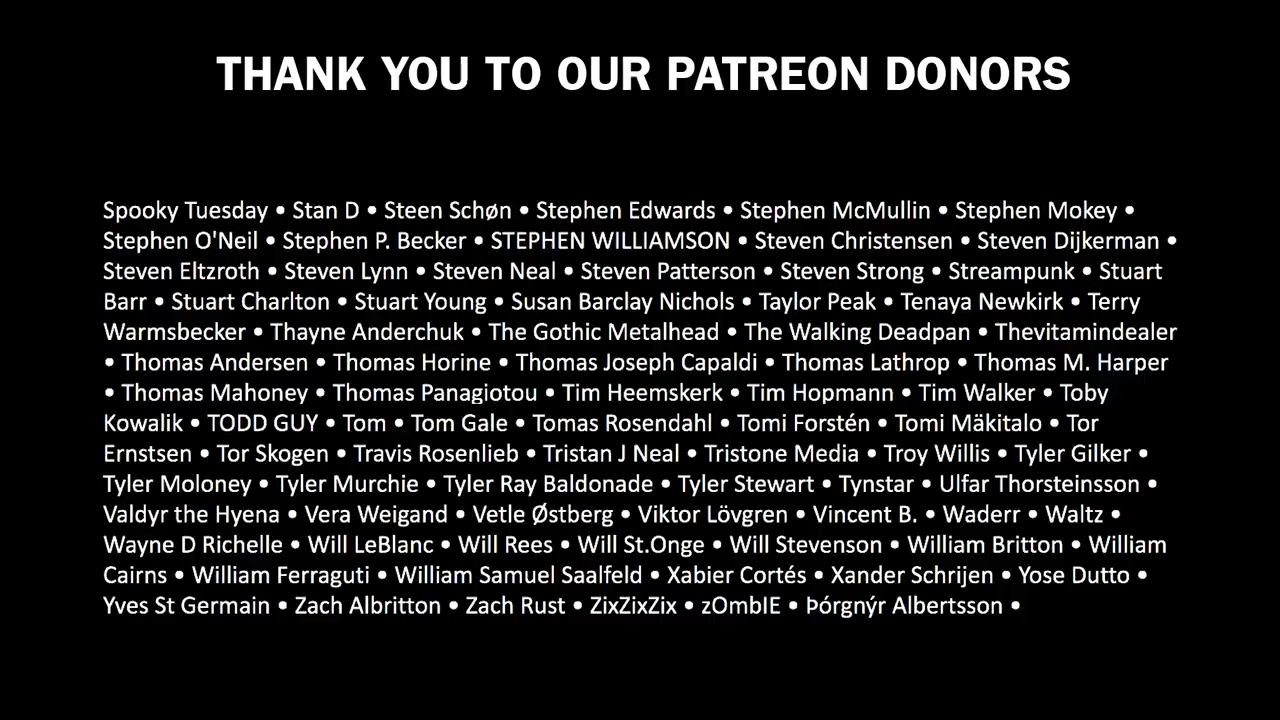 THANK YOU TO OUR PATREON DONORS
Spooky Tuesday • Stan D • Steen Schøn • Stephen Edwards • Stephen McMullin • Stephen Mokey •
Stephen O'Neil • Stephen P. Becker • STEPHEN WILLIAMSON • Steven Christensen • Steven Dijkerman •
Steven Eltzroth • Steven Lynn • Steven Neal • Steven Patterson • Steven Strong • Streampunk • Stuart
Barr • Stuart Charlton • Stuart Young • Susan Barclay Nichols • Taylor Peak • Tenaya Newkirk • Terry
Warmsbecker • Thayne Anderchuk • The Gothic Metalhead • The Walking Deadpan • Thevitamindealer
• Thomas Andersen • Thomas Horine • Thomas Joseph Capaldi • Thomas Lathrop • Thomas M. Harper
• Thomas Mahoney • Thomas Panagiotou • Tim Heemskerk • Tim Hopmann • Tim Walker • Toby
Kowalik • TODD GUY • Tom • Tom Gale • Tomas Rosendahl • Tomi Forstén • Tomi Mäkitalo • Tor
Ernstsen • Tor Skogen • Travis Rosenlieb • Tristan J Neal • Tristone Media • Troy Willis • Tyler Gilker •
Tyler Moloney • Tyler Murchie • Tyler Ray Baldonade • Tyler Stewart • Tynstar • Ulfar Thorsteinsson •
Valdyr the Hyena • Vera Weigand • Vetle Østberg • Viktor Lövgren • Vincent B. • Waderr • Waltz •
Wayne D Richelle • Will LeBlanc • Will Rees • Will St.Onge • Will Stevenson • William Britton • William
Cairns • William Ferraguti • William Samuel Saalfeld • Xabier Cortés • Xander Schrijen • Yose Dutto •
Yves St Germain • Zach Albritton • Zach Rust • ZixZixZix • zOmbIE • Þórgnýr Albertsson •